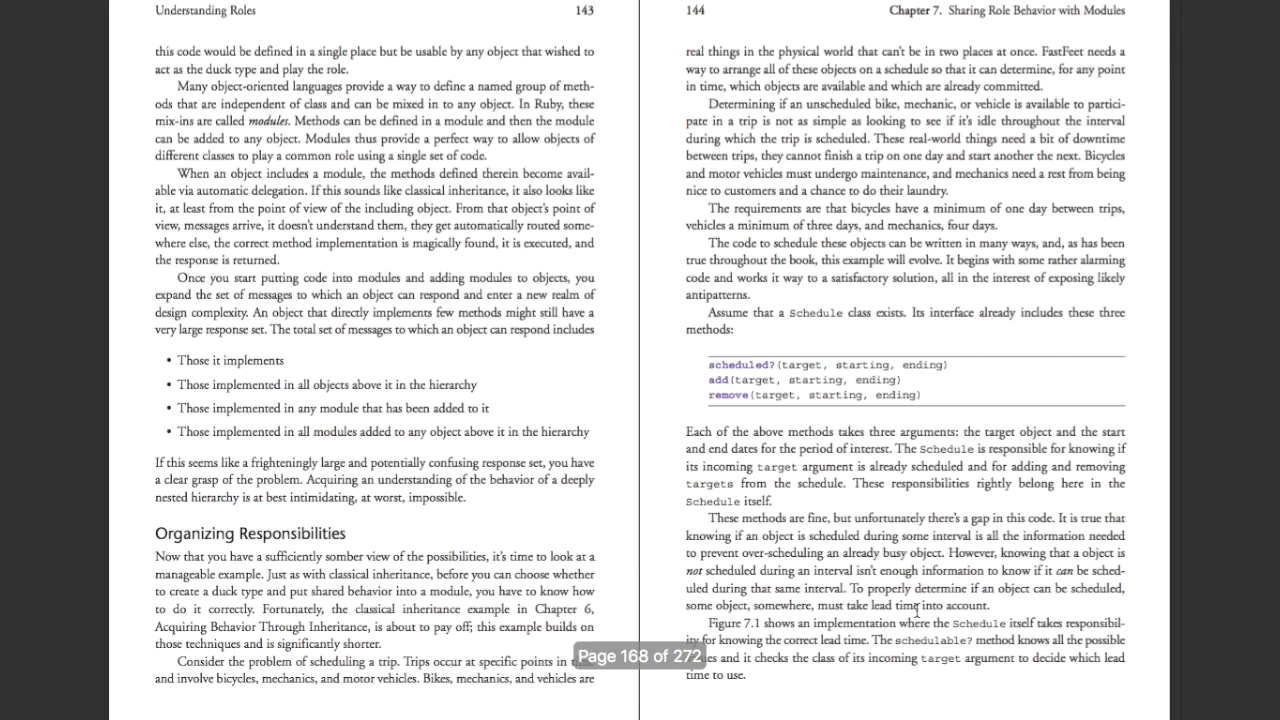 Understanding Roles 143
this code would be defined in a single place but be usable by any object that wished to
act as the duck type and play the role.
Many object-oriented languages provide a way to define a named group of meth-
ods that are independent of class and can be mixed in to any object. In Ruby, these
mix-ins are called modules. Methods can be defined in a module and then the module
can be added to any object. Modules thus provide a perfect way to allow objects of
different classes to play a common role using a single set of code.
When an object includes a module, the methods defined therein become avail-
able via automatic delegation. If this sounds like classical inheritance, it also looks like
it, at least from the point of view of the including object. From that object's point of
view, messages arrive, it doesn't understand them, they get automatically routed some-
where else, the correct method implementation is magically found, it is executed, and
the response is returned.
Once you start putting code into modules and adding modules to objects, you
expand the set of messages to which an object can respond and enter a new realm of
design complexity. An object that directly implements few methods might still have a
very large response set. The total set of messages to which an object can respond includes
• Those it implements
• Those implemented in all objects above it in the hierarchy
• Those implemented in any module that has been added to it
• Those implemented in all modules added to any object above it in the hierarchy
If this seems like a frighteningly large and potentially confusing response set, you have
a clear grasp of the problem. Acquiring an understanding of the behavior of a deeply
nested hierarchy is at best intimidating, at worst, impossible.
Organizing Responsibilities
Now that you have a sufficiently somber view of the possibilities, it's time to look at a
manageable example. Just as with classical inheritance, before you can choose whether
to create a duck type and put shared behavior into a module, you have to know how
to do it correctly. Fortunately, the classical inheritance example in Chapter 6,
Acquiring Behavior Through Inheritance, is about to pay off; this example builds on
those techniques and is significantly shorter.
Consider the problem of scheduling a trip. Trips occur at specific points in
and involve bicycles, mechanics, and motor vehicles. Bikes, mechanics, and vehicles are
144 Chapter 7. Sharing Role Behavior with Modules
real things in the physical world that can't be in two places at once. FastFeet needs a
way to arrange all of these objects on a schedule so that it can determine, for any point
in time, which objects are available and which are already committed.
Determining if an unscheduled bike, mechanic, or vehicle is available to partici-
pate in a trip is not as simple as looking to see if it's idle throughout the interval
during which the trip is scheduled. These real-world things need a bit of downtime
between trips, they cannot finish a trip on one day and start another the next. Bicycles
and motor vehicles must undergo maintenance, and mechanics need a rest from being
nice to customers and a chance to do their laundry.
The requirements are that bicycles have a minimum of one day between trips,
vehicles a minimum of three days, and mechanics, four days.
The code to schedule these objects can be written in many ways, and, as has been
true throughout the book, this example will evolve. It begins with some rather alarming
code and works it way to a satisfactory solution, all in the interest of exposing likely
antipatterns.
Assume that a Schedule class exists. Its interface already includes these three
methods:
scheduled?(target, starting, ending)
add(target, starting, ending)
remove(target, starting, ending)
Each of the above methods takes three arguments: the target object and the start
and end dates for the period of interest. The Schedule is responsible for knowing if
its incoming target argument is already scheduled and for adding and removing
targets from the schedule. These responsibilities rightly belong here in the
Schedule itself.
These methods are fine, but unfortunately there's a gap in this code. It is true that
knowing if an object is scheduled during some interval is all the information needed
to prevent over-scheduling an already busy object. However, knowing that a object is
not scheduled during an interval isn't enough information to know if it can be sched-
uled during that same interval. To properly determine if an object can be scheduled,
some object, somewhere, must take lead time into account.
Figure 7.1 shows an implementation where the Schedule itself takes responsibil-
ity for knowing the correct lead time. The schedulable? method knows all the possible
and it checks the class of its incoming target argument to decide which lead
time to use.
Page 168 of 272